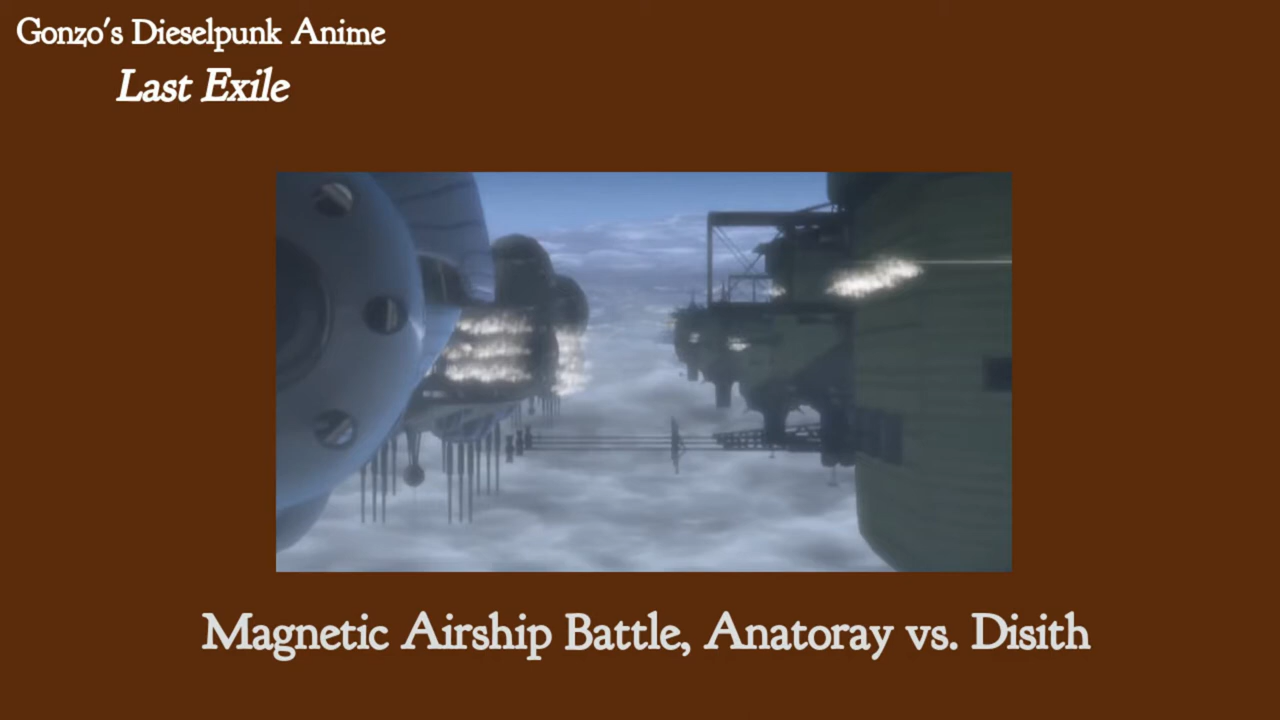 Gonzo's Dieselpunk Anime
Last Exile
Magnetic Airship Battle, Anatoray vs. Disith